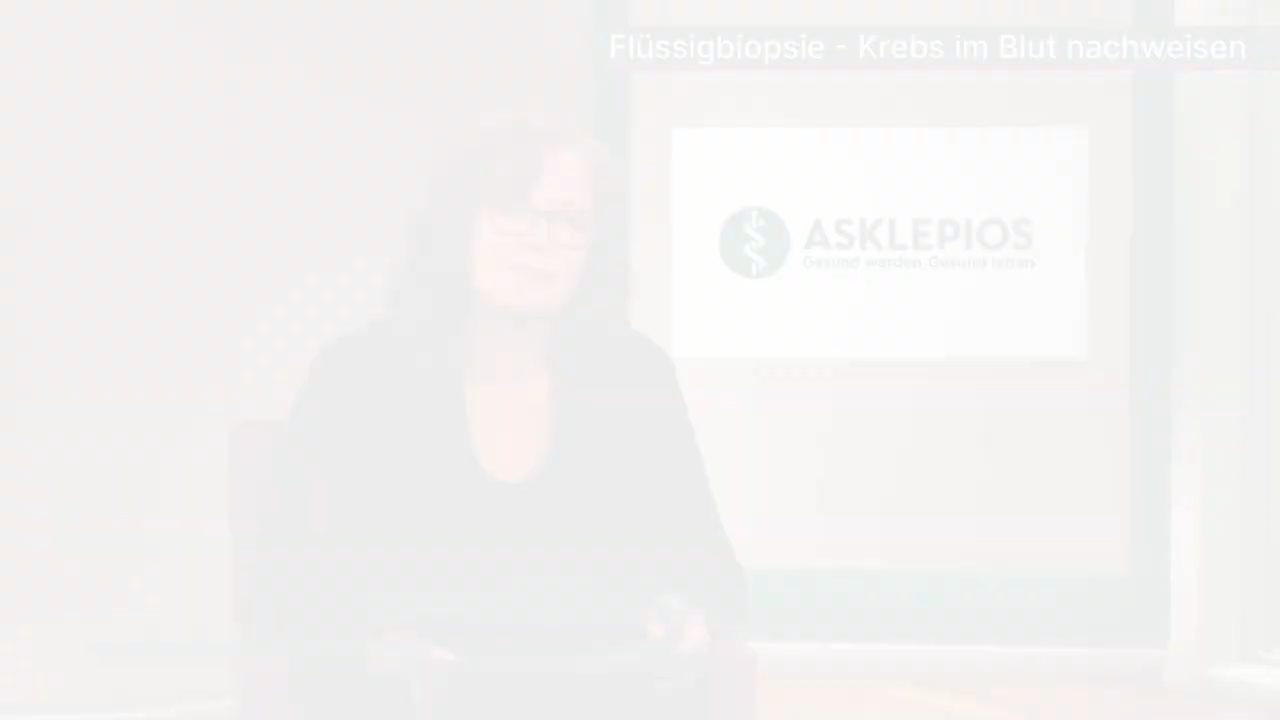 Flüssigbiopsie - Krebs im Blut nachweisen
ASKLEPIOS
Gesund werden. Gesund leben.